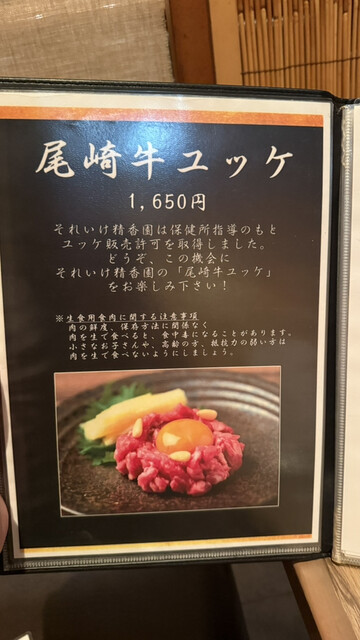 尾崎牛ユッケ
1,650円
それいけ精香園は保健所指導のもと
ユッケ販売許可を取得しました。
どうぞ、この機会に
それいけ精香園の「尾崎牛ユッケ」
をお楽しみ下さい！
※生食用食肉に関する注意事項
肉の鮮度、保存方法に関係なく
肉を生で食べると、食中毒になることがあります。
小さなお子さんや、高齢の方、抵抗力の弱い方は
肉を生で食べないようにしましょう。